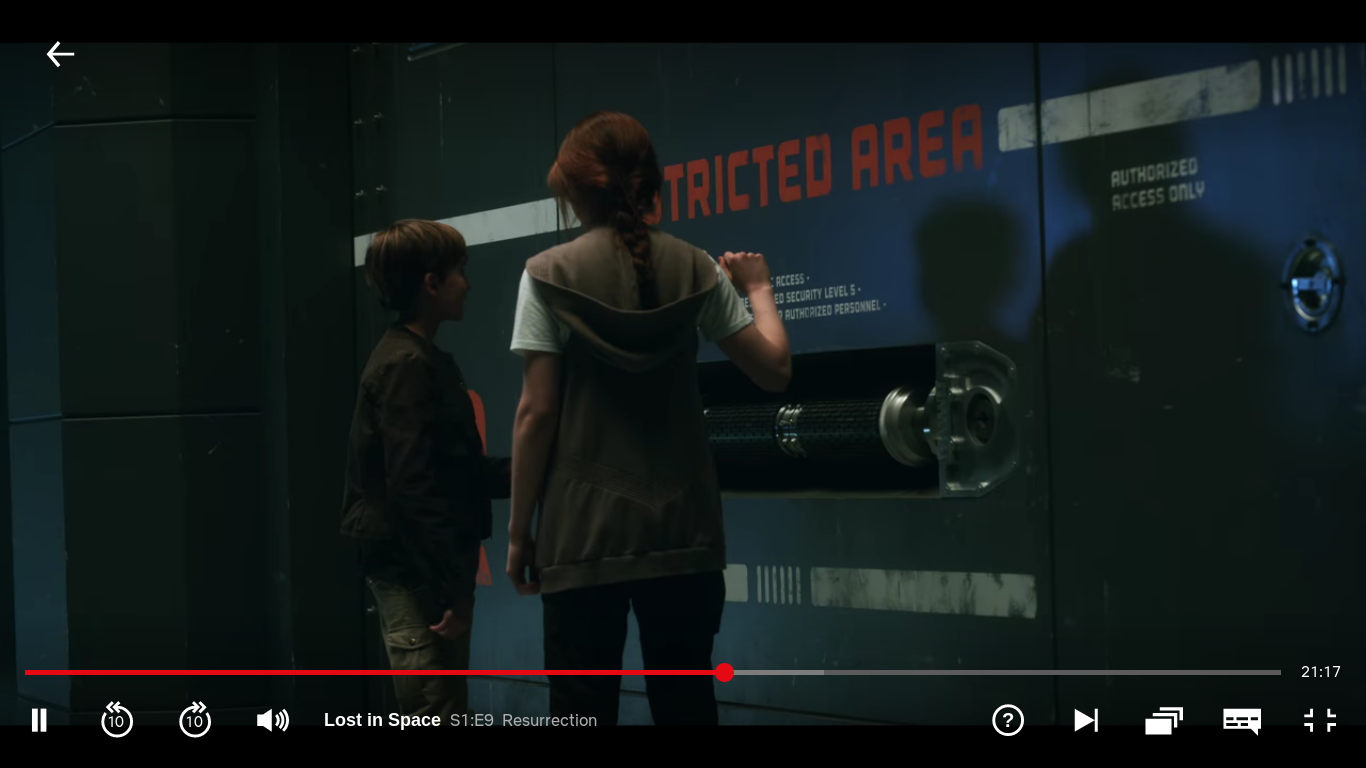 STRICTED AREA
AUTHORIZED
ACCESS ONLY
ACCESS •
SECURITY LEVEL 5 •
AUTHORIZED PERSONNEL •
21:17
10
10
Lost in Space S1:E9 Resurrection
?